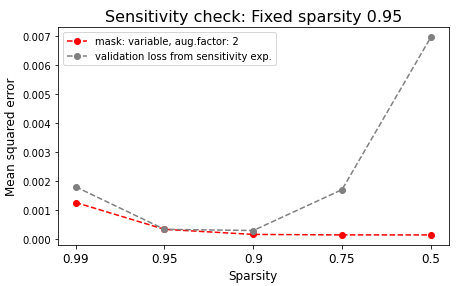 Sensitivity check: Fixed sparsity 0.95
mask: variable, aug.factor: 2
validation loss from sensitivity exp.
Mean squared error
0.007
0.006
0.005
0.004
0.003
0.002
0.001
0.000
0.99 0.95 0.9 0.75 0.5
Sparsity